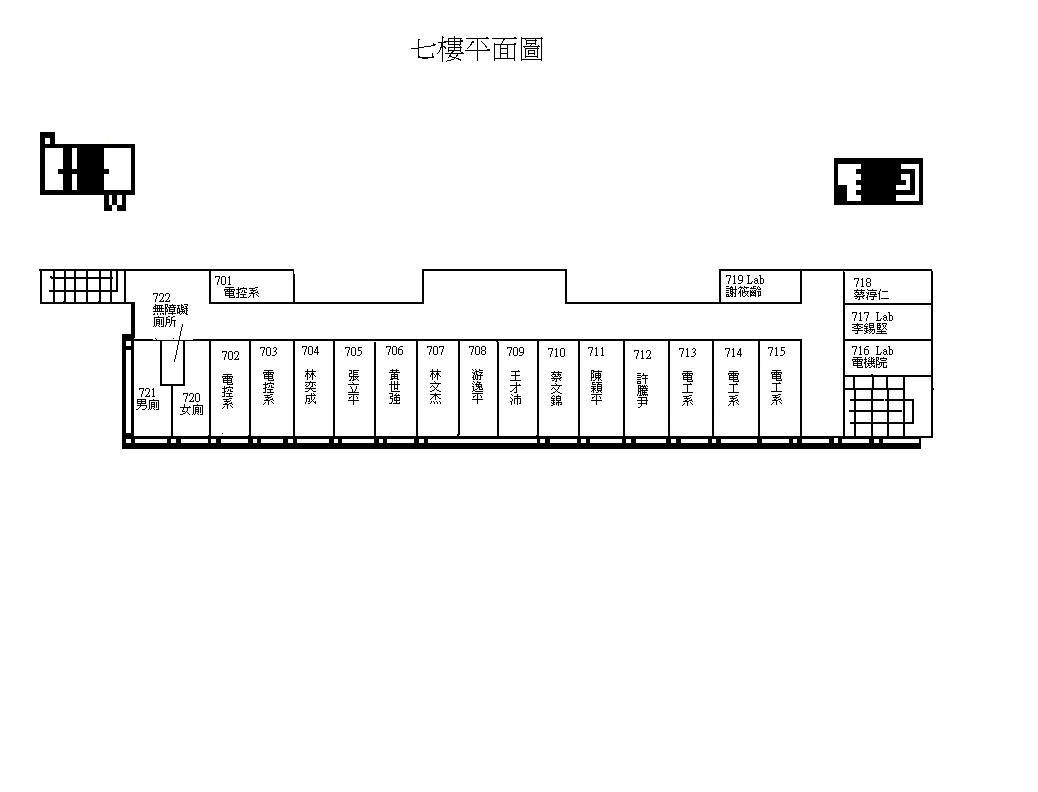 七樓平面圖
701
電控系
719 Lab
謝筱齡
718
蔡淳仁
722
無障礙
廁所
717 Lab
李錫堅
716 Lab
電機院
702
電控系
703
電控系
704
林奕成
705
張立平
706
黃世強
707
林文杰
708
游逸平
709
王才沛
710
蔡文錦
711
陳穎平
712
許騰尹
713
電工系
714
電工系
715
電工系
721
男廁
720
女廁